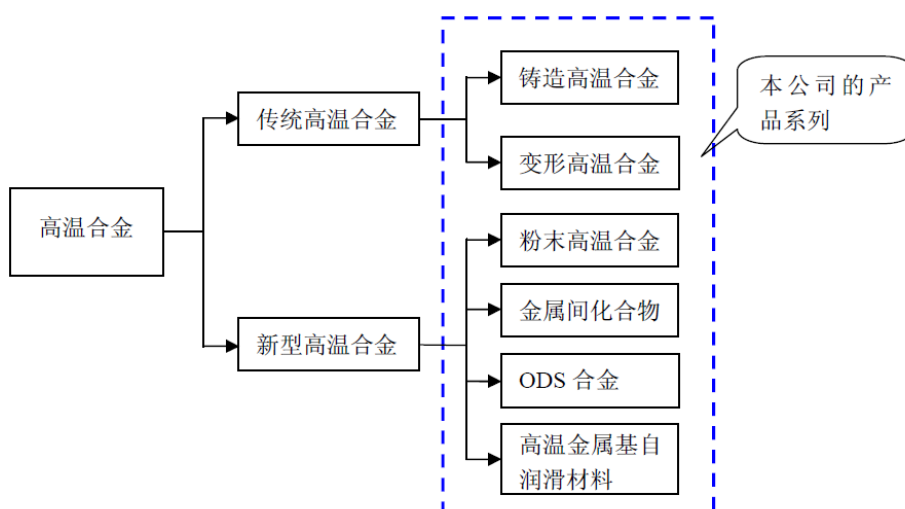 铸造高温合金
本公司的产
品系列
传统高温合金
变形高温合金
高温合金
粉末高温合金
金属间化合物
新型高温合金
ODS 合金
高温金属基自
润滑材料